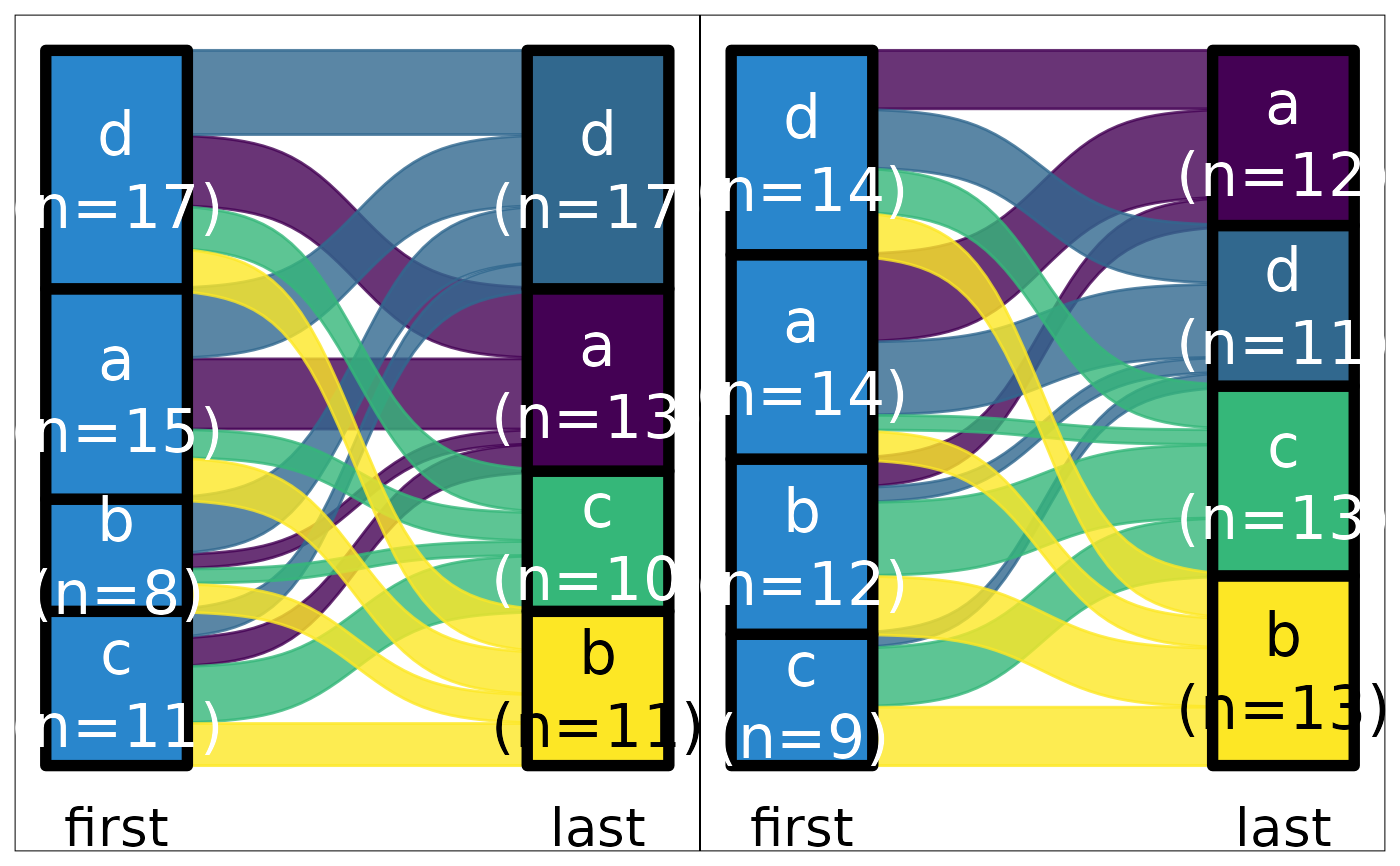 d
(n=17)
a
(n=15)
b
(n=8)
c
(n=11)
first
d
(n=17
a
(n=13
c
(n=10
b
(n=11)
last
d
(n=14)
a
(n=14)
b
(n=12)
c
(n=9)
first
a
(n=12)
d
(n=11)
c
(n=13)
b
(n=13)
last